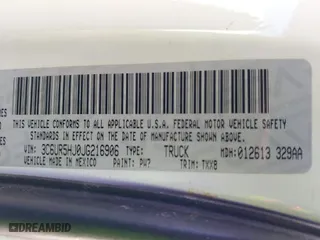 THIS VEHICLE CONFORMS TO ALL APPLICABLE U.S.A. FEDERAL MOTOR VEHICLE SAFETY
STANDARDS IN EFFECT ON THE DATE OF MANUFACTURE SHOWN ABOVE.
VIN: 3C6UR5HJ0JG216906 TYPE: TRUCK MDH: 012613 329AA
VEHICLE MADE IN MEXICO PAINT: PW7 TRIM: TXX8